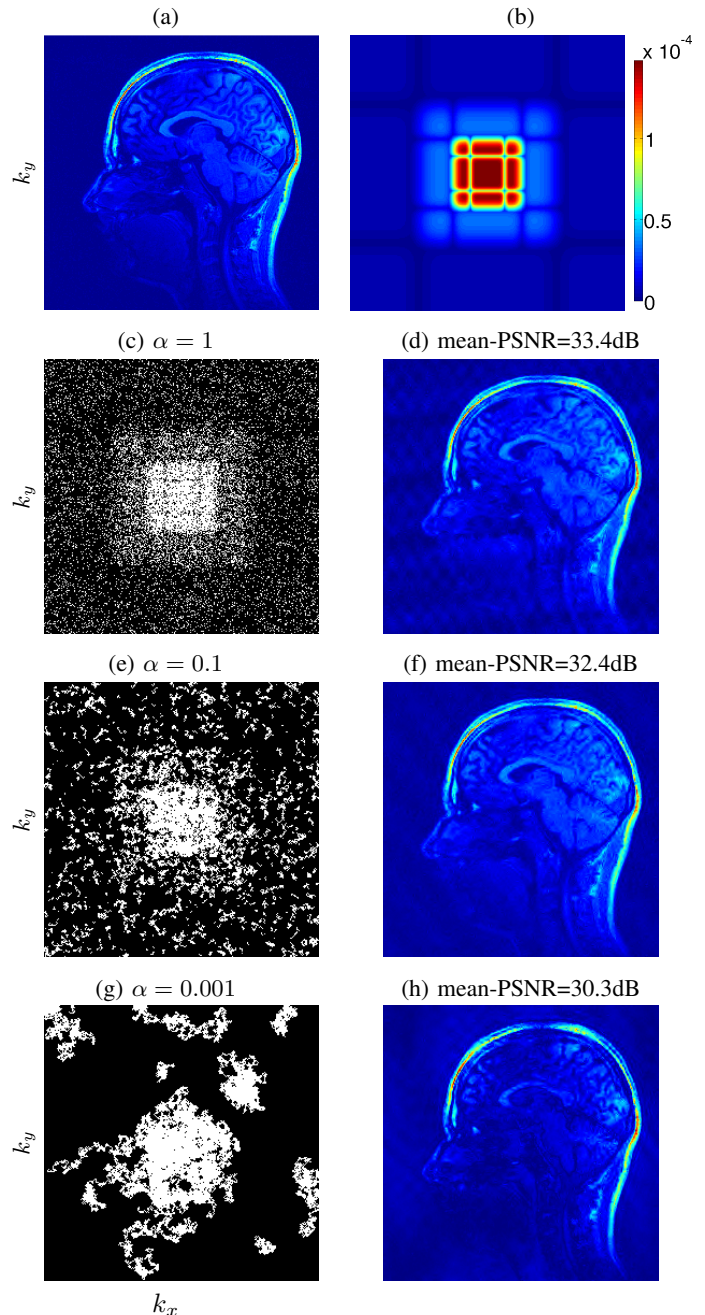 (a)
(b)
x 10⁻⁴
1
0.5
0
k_y
(c) α = 1
(d) mean-PSNR=33.4dB
k_y
(e) α = 0.1
(f) mean-PSNR=32.4dB
k_y
(g) α = 0.001
(h) mean-PSNR=30.3dB
k_y
k_x